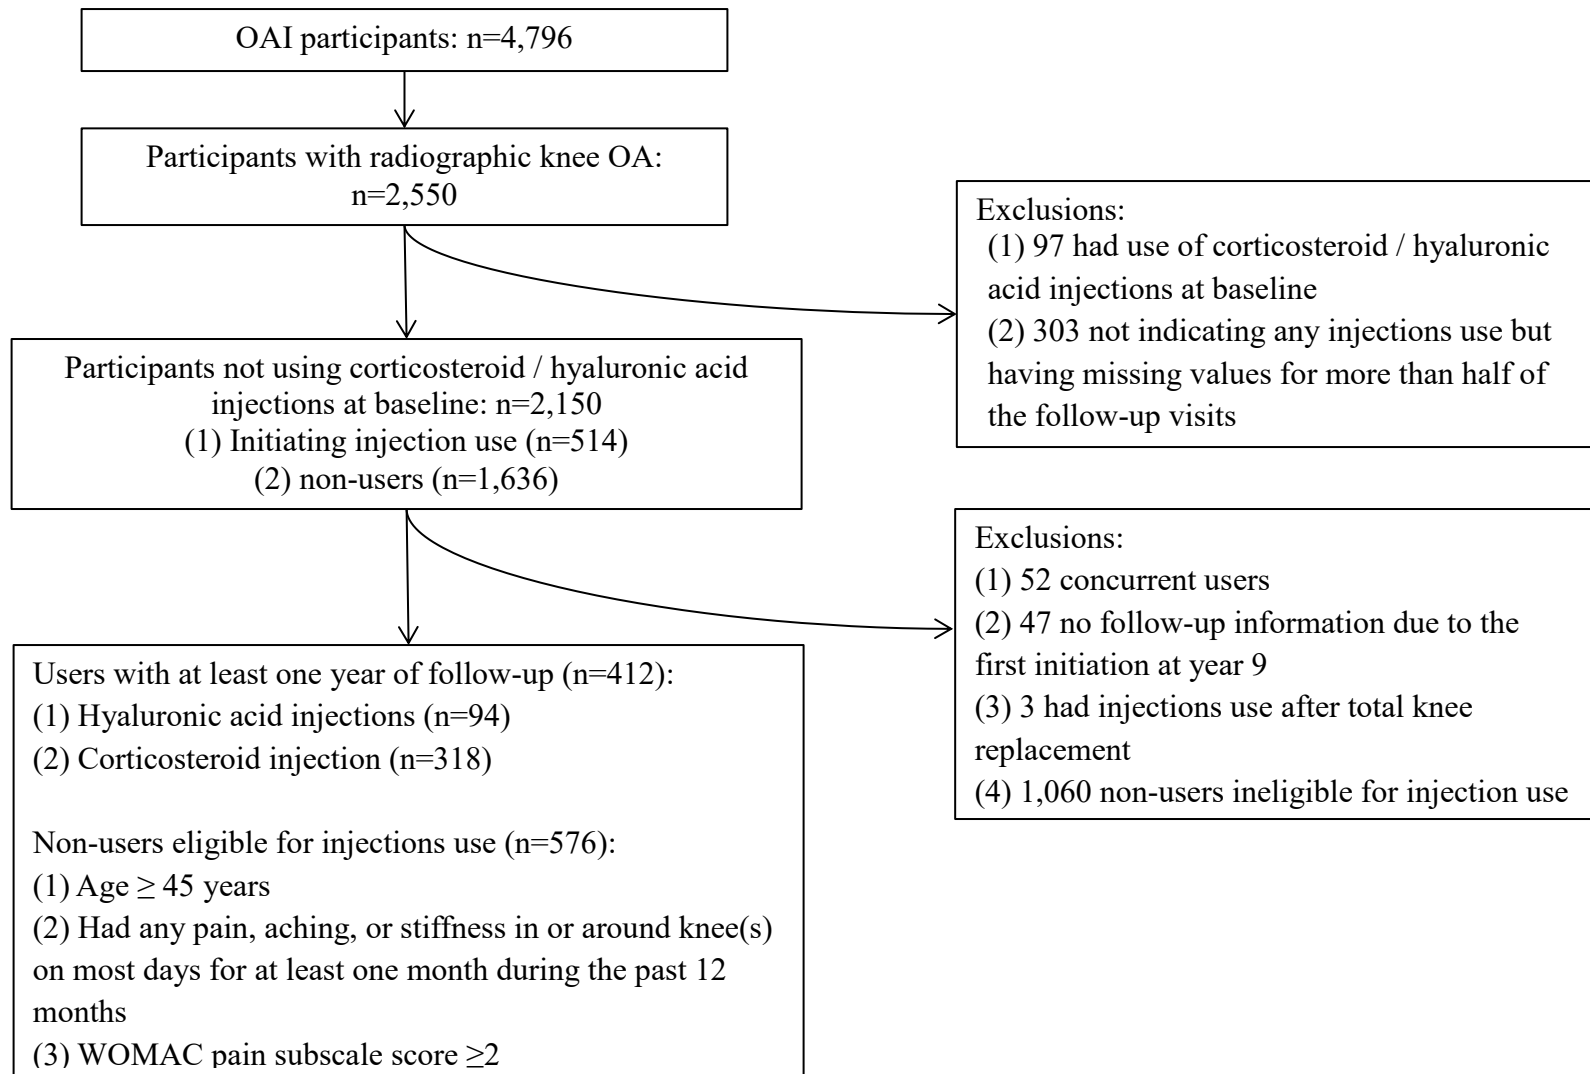 OAI participants: n=4,796
Participants with radiographic knee OA:
n=2,550
Exclusions:
(1) 97 had use of corticosteroid / hyaluronic
acid injections at baseline
(2) 303 not indicating any injections use but
having missing values for more than half of
the follow-up visits
Participants not using corticosteroid / hyaluronic acid
injections at baseline: n=2,150
(1) Initiating injection use (n=514)
(2) non-users (n=1,636)
Exclusions:
(1) 52 concurrent users
(2) 47 no follow-up information due to the
first initiation at year 9
(3) 3 had injections use after total knee
replacement
(4) 1,060 non-users ineligible for injection use
Users with at least one year of follow-up (n=412):
(1) Hyaluronic acid injections (n=94)
(2) Corticosteroid injection (n=318)
Non-users eligible for injections use (n=576):
(1) Age ≥ 45 years
(2) Had any pain, aching, or stiffness in or around knee(s)
on most days for at least one month during the past 12
months
(3) WOMAC pain subscale score ≥2